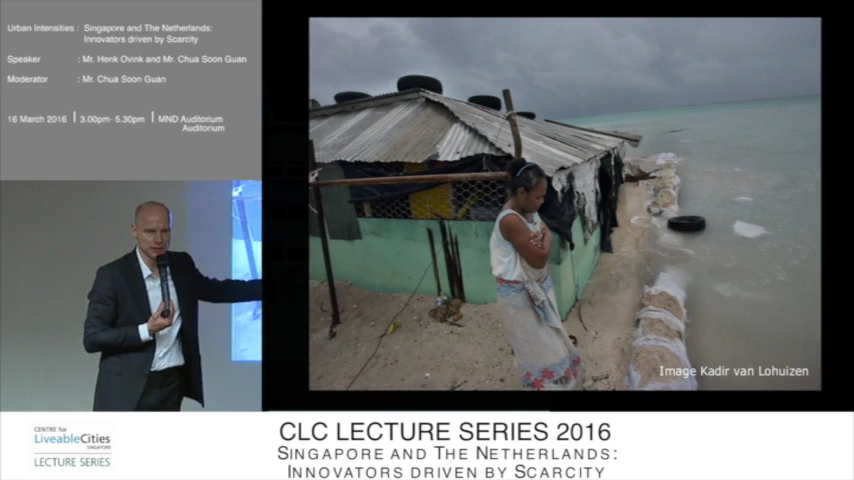 Urban Intensities : Singapore and The Netherlands:
Innovators driven by Scarcity
Speaker : Mr. Henk Ovink and Mr. Chua Soon Guan
Moderator : Mr. Chua Soon Guan
16 March 2016 | 3.00pm- 5.30pm | MND Auditorium
Auditorium
Image Kadir van Lohuizen
CENTRE for
LiveableCities
SINGAPORE
LECTURE SERIES
CLC LECTURE SERIES 2016
SINGAPORE AND THE NETHERLANDS:
INNOVATORS DRIVEN BY SCARCITY